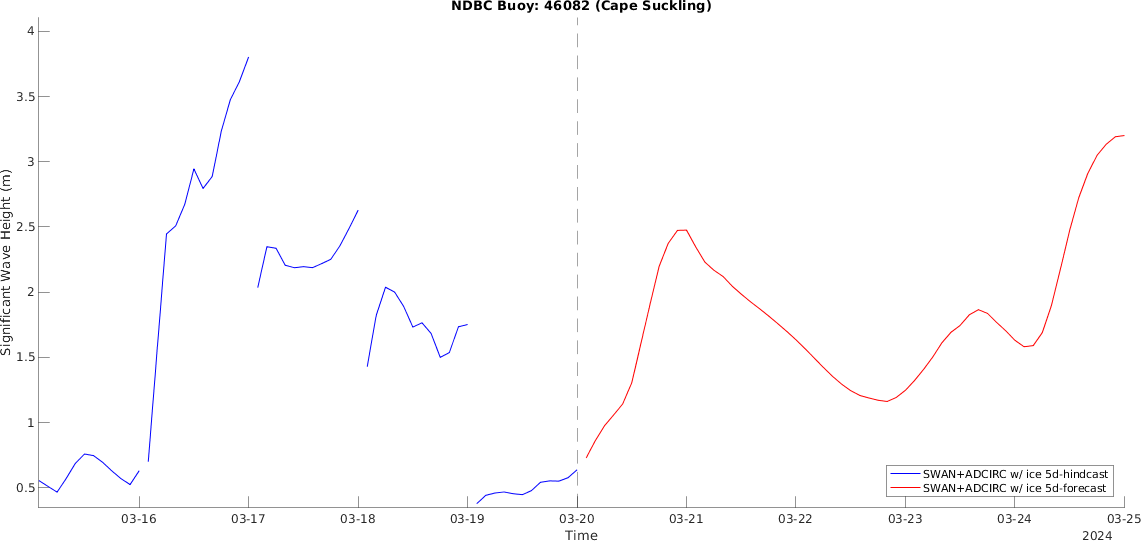 NDBC Buoy: 46082 (Cape Suckling)
4
3.5
3
2.5
2
1.5
1
0.5
Significant Wave Height (m)
SWAN+ADCIRC w/ ice 5d-hindcast
SWAN+ADCIRC w/ ice 5d-forecast
03-16 03-17 03-18 03-19 03-20 03-21 03-22 03-23 03-24 03-25
Time
2024